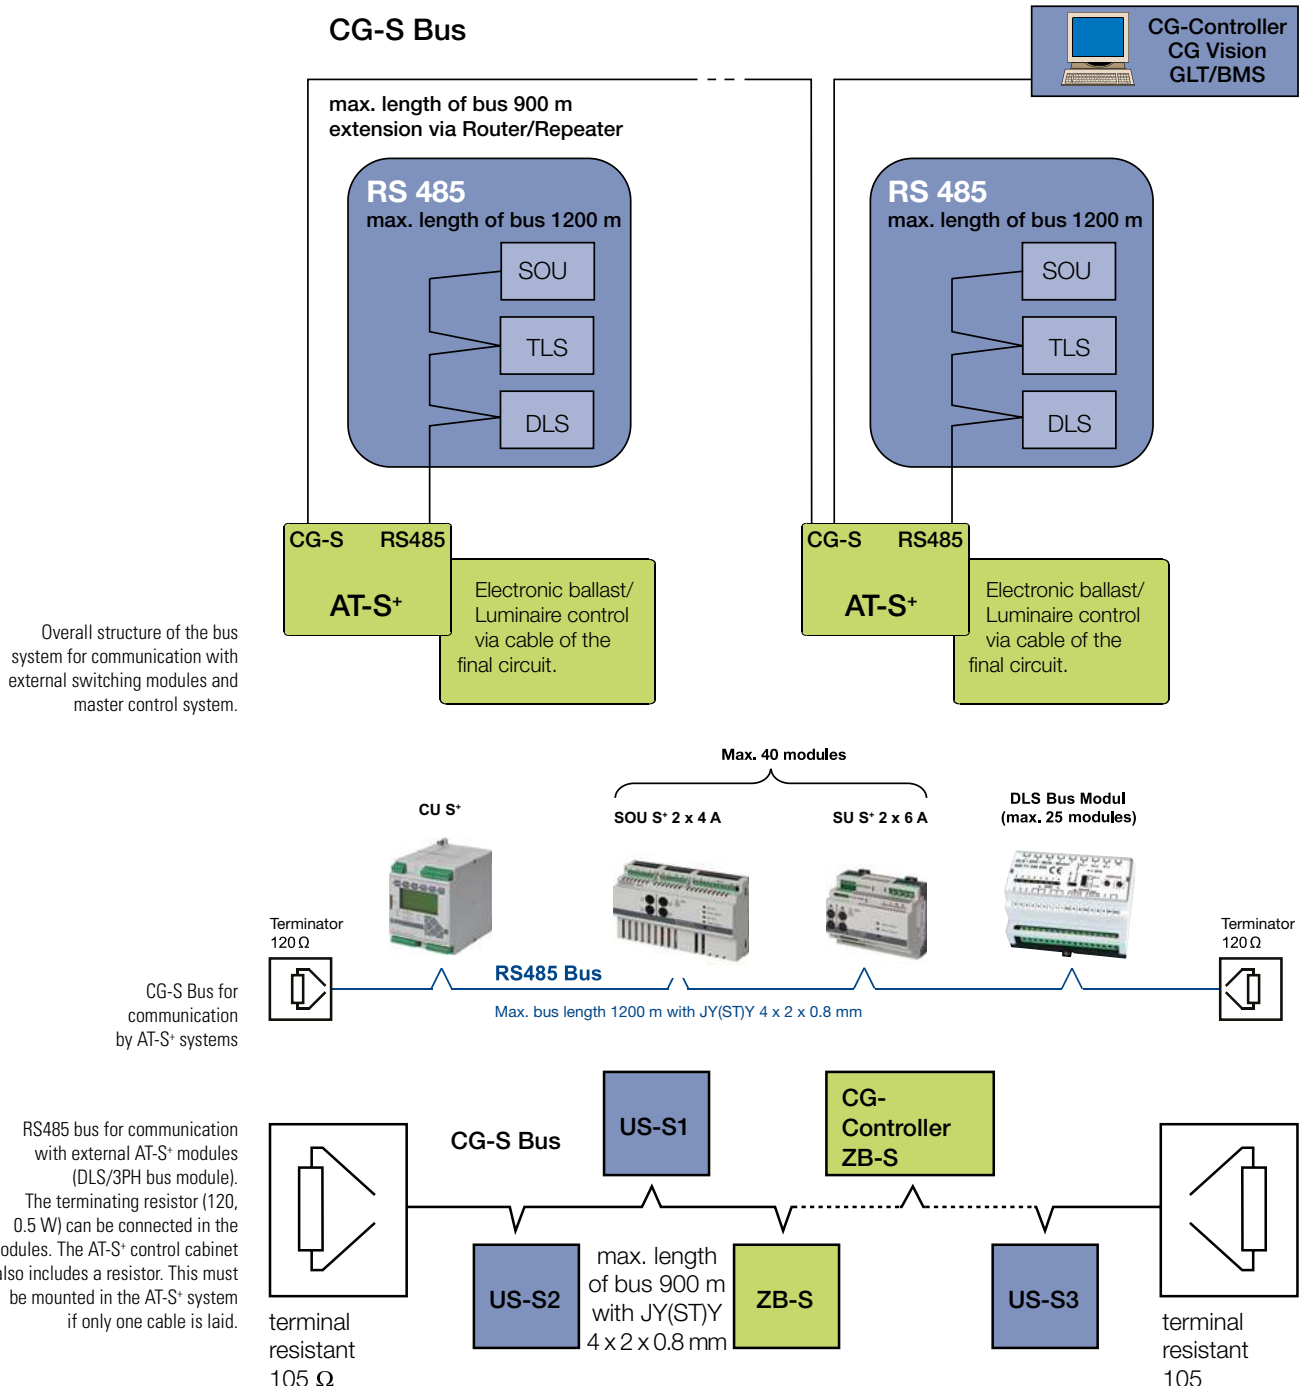 CG-S Bus
CG-Controller
CG Vision
GLT/BMS
max. length of bus 900 m
extension via Router/Repeater
RS 485
max. length of bus 1200 m
SOU
TLS
DLS
RS 485
max. length of bus 1200 m
SOU
TLS
DLS
CG-S RS485
AT-S+
Electronic ballast/
Luminaire control
via cable of the
final circuit.
CG-S RS485
AT-S+
Electronic ballast/
Luminaire control
via cable of the
final circuit.
Overall structure of the bus
system for communication with
external switching modules and
master control system.
Max. 40 modules
CU S+
SOU S+ 2 x 4 A
SU S+ 2 x 6 A
DLS Bus Modul
(max. 25 modules)
Terminator
120 Ω
Terminator
120 Ω
RS485 Bus
Max. bus length 1200 m with JY(ST)Y 4 x 2 x 0.8 mm
CG-S Bus for
communication
by AT-S+ systems
RS485 bus for communication
with external AT-S+ modules
(DLS/3PH bus module).
The terminating resistor (120,
0.5 W) can be connected in the
odules. The AT-S+ control cabinet
also includes a resistor. This must
be mounted in the AT-S+ system
if only one cable is laid.
CG-S Bus
US-S1
CG-
Controller
ZB-S
US-S2
max. length
of bus 900 m
with JY(ST)Y
4 x 2 x 0.8 mm
ZB-S
US-S3
terminal
resistant
105 Ω
terminal
resistant
105